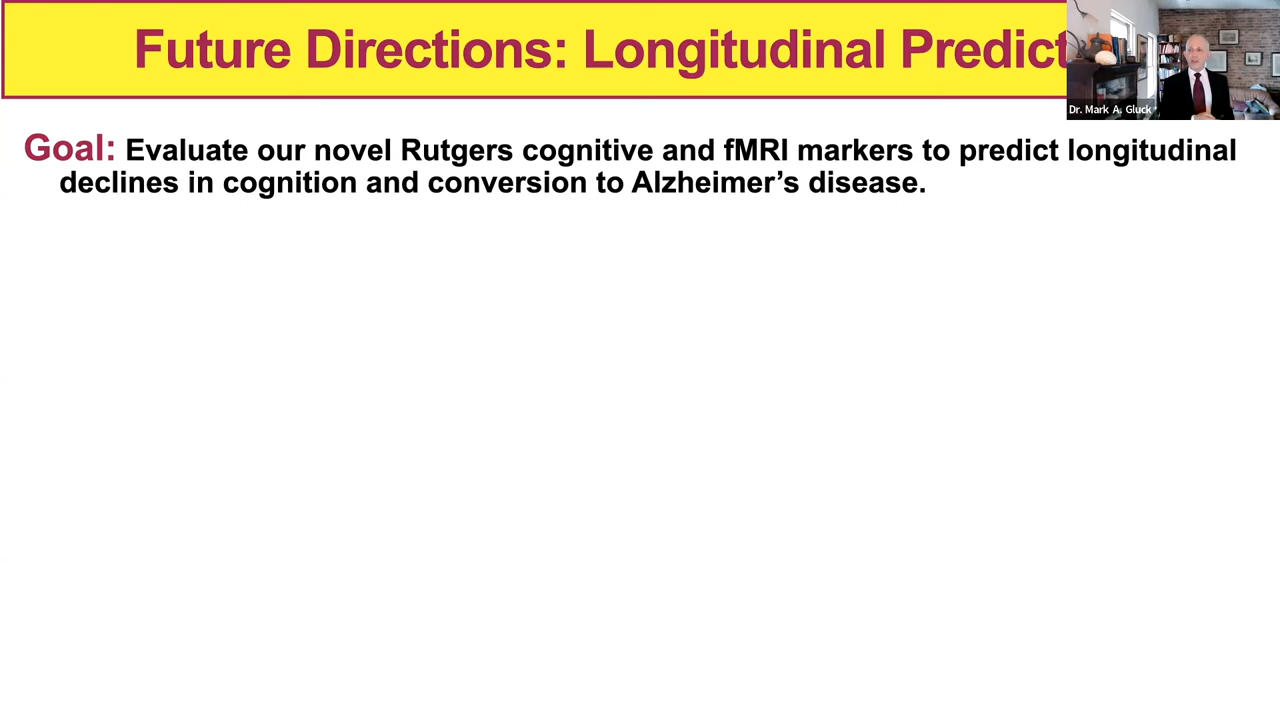 Future Directions: Longitudinal Predict
Dr. Mark A. Gluck
Goal: Evaluate our novel Rutgers cognitive and fMRI markers to predict longitudinal
declines in cognition and conversion to Alzheimer’s disease.